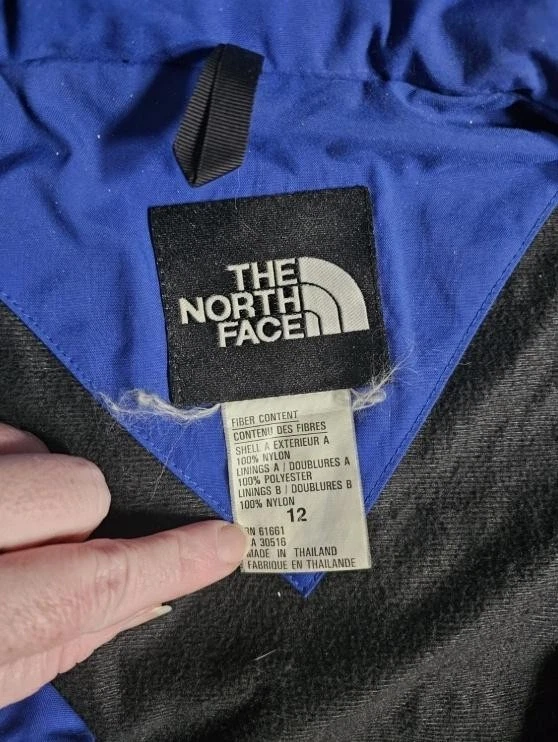 THE
NORTH
FACE
FIBER CONTENT
CONTENU DES FIBRES
SHELL A EXTERIEUR A
100% NYLON
LININGS A / DOUBLURES A
100% POLYESTER
LININGS B / DOUBLURES B
100% NYLON
12
RN 61661
A 30516
MADE IN THAILAND
FABRIQUE EN THAILANDE